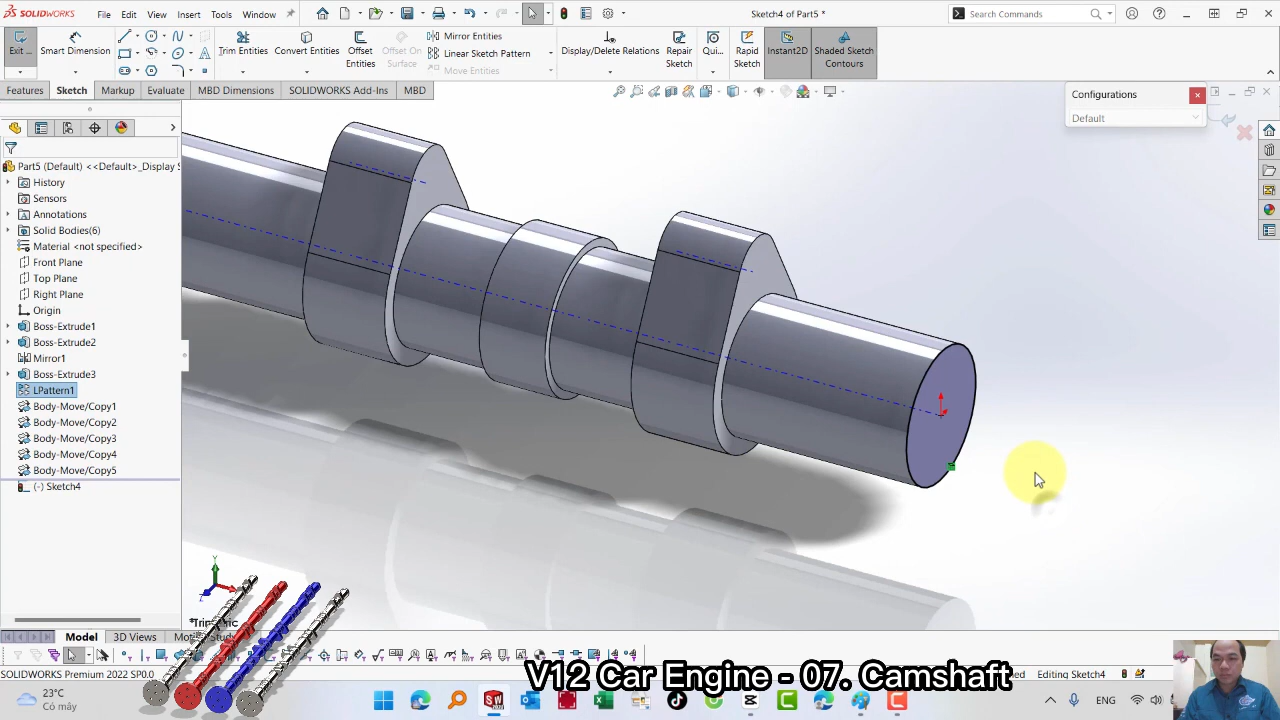 SOLIDWORKS
File
Edit
View
Insert
Tools
Window
Sketch4 of Part5 *
Search Commands
Exit ...
Smart Dimension
Trim Entities
Convert Entities
Offset Entities
Offset On Surface
Mirror Entities
Linear Sketch Pattern
Move Entities
Display/Delete Relations
Repair Sketch
Qui...
Rapid Sketch
Instant2D
Shaded Sketch Contours
Features
Sketch
Markup
Evaluate
MBD Dimensions
SOLIDWORKS Add-Ins
MBD
Configurations
Default
Part5 (Default) <<Default>_Display S
History
Sensors
Annotations
Solid Bodies(6)
Material <not specified>
Front Plane
Top Plane
Right Plane
Origin
Boss-Extrude1
Boss-Extrude2
Mirror1
Boss-Extrude3
LPattern1
Body-Move/Copy1
Body-Move/Copy2
Body-Move/Copy3
Body-Move/Copy4
Body-Move/Copy5
(-) Sketch4
Model
3D Views
SOLIDWORKS Premium 2022 SP0.0
V12 Car Engine - 07. Camshaft
Editing Sketch4
23°C
Có mây
ENG